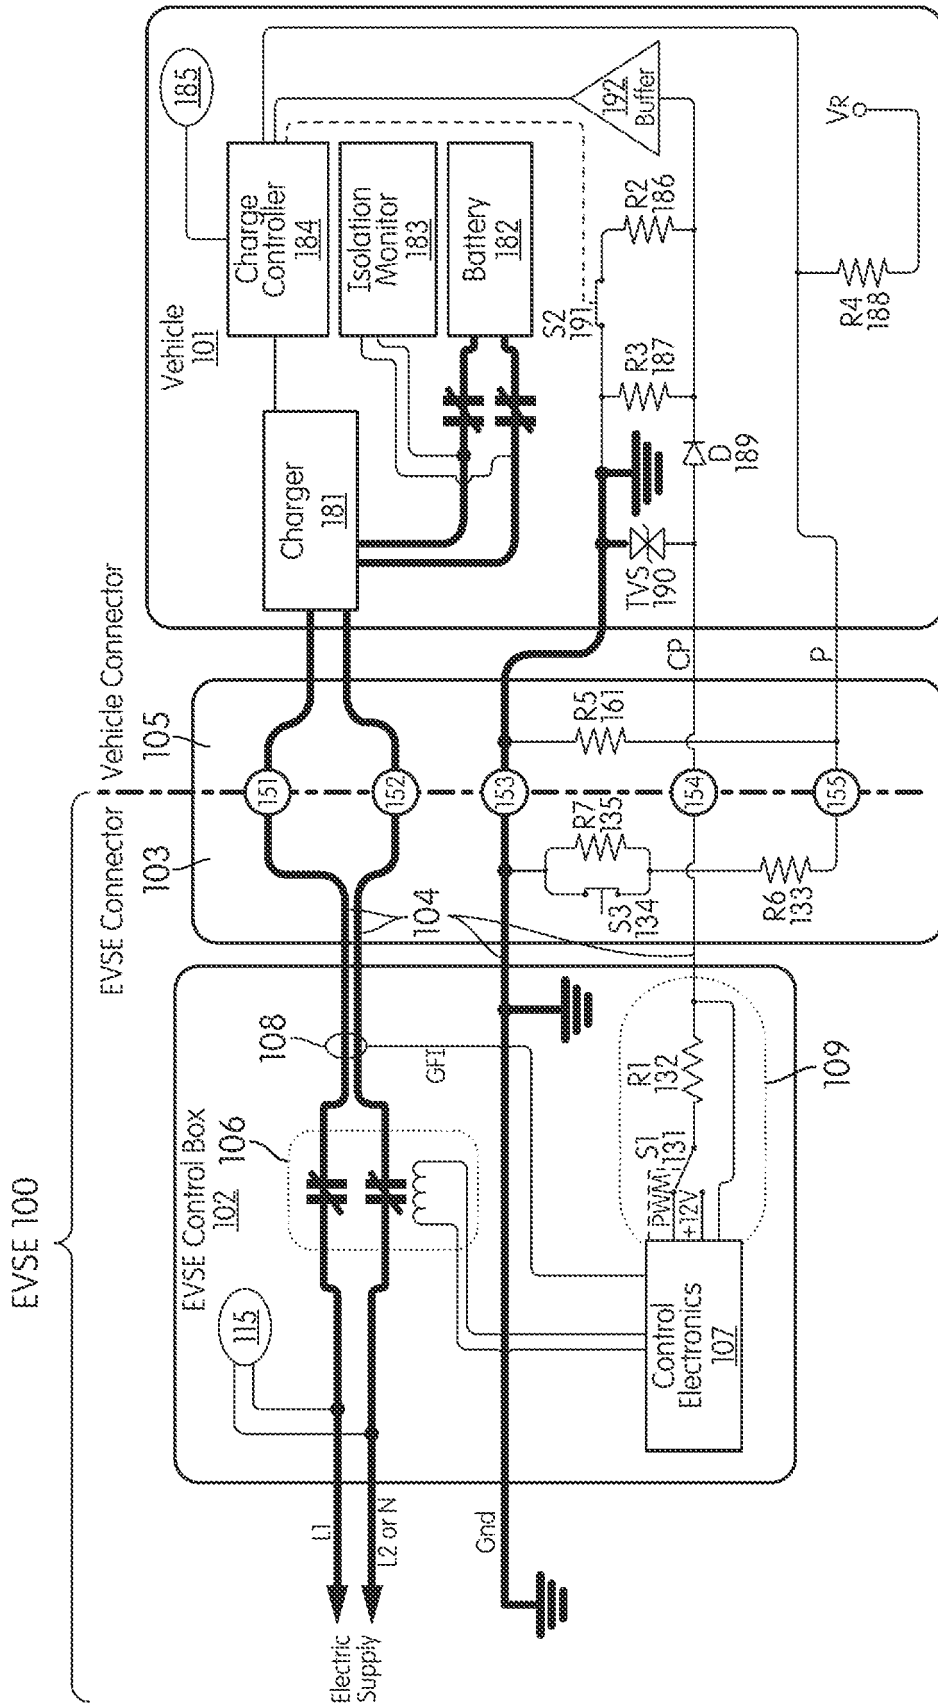 EVSE 100
EVSE Connector
Vehicle Connector
103
105
EVSE Control Box
102
106
108
115
L1
L2 or N
Electric
Supply
Gnd
GFI
104
Control
Electronics
107
PWM
+12V
S1
131
R1
132
109
151
152
153
154
155
R7
135
S3
134
R6
133
R5
161
CP
P
Vehicle
101
185
Charge
Controller
184
Isolation
Monitor
183
Battery
182
Charger
181
192
Buffer
S2
191
R2
186
R3
187
TVS
190
D
189
R4
188
VR